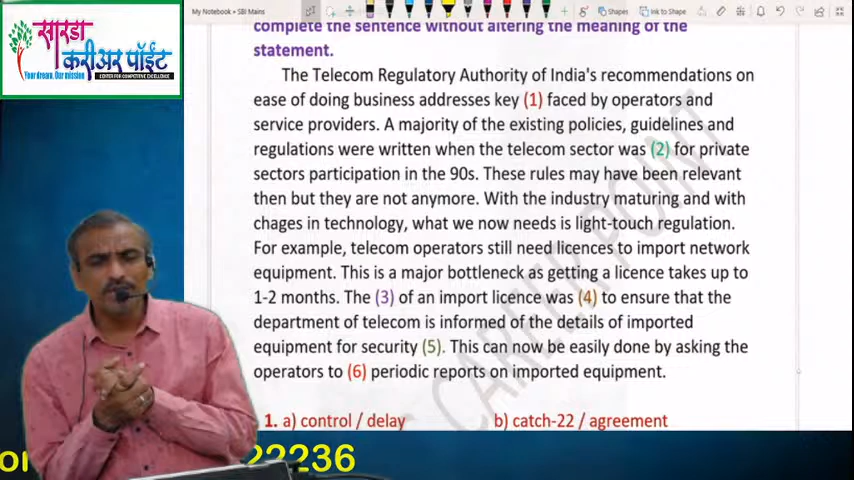 सारडा
करीअर पॉईंट
Your dream. Our mission
CENTER FOR COMPETITIVE EXCELLENCE
My Notebook » SBI Mains
Shapes
Ink to Shape
complete the sentence without altering the meaning of the
statement.
The Telecom Regulatory Authority of India's recommendations on
ease of doing business addresses key (1) faced by operators and
service providers. A majority of the existing policies, guidelines and
regulations were written when the telecom sector was (2) for private
sectors participation in the 90s. These rules may have been relevant
then but they are not anymore. With the industry maturing and with
chages in technology, what we now needs is light-touch regulation.
For example, telecom operators still need licences to import network
equipment. This is a major bottleneck as getting a licence takes up to
1-2 months. The (3) of an import licence was (4) to ensure that the
department of telecom is informed of the details of imported
equipment for security (5). This can now be easily done by asking the
operators to (6) periodic reports on imported equipment.
1. a) control / delay b) catch-22 / agreement
CAREER POINT
22236